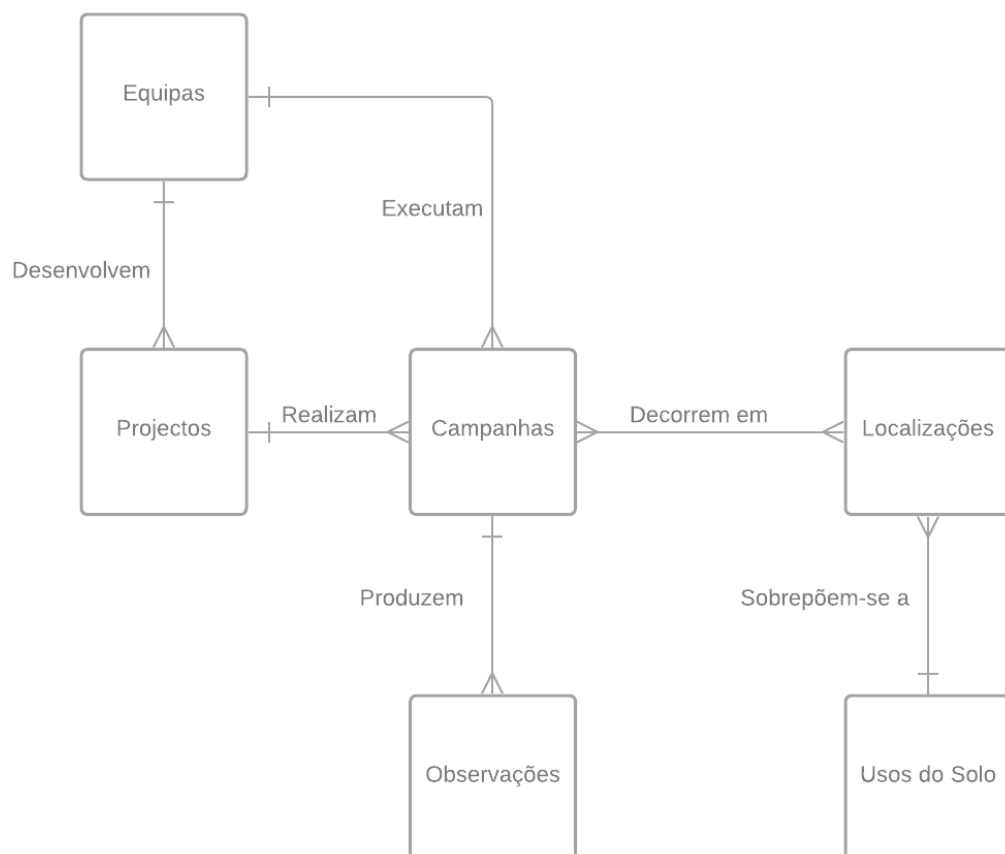 Equipas
Executam
Desenvolvem
Projectos
Realizam
Campanhas
Decorrem em
Localizações
Produzem
Sobrepõem-se a
Observações
Usos do Solo